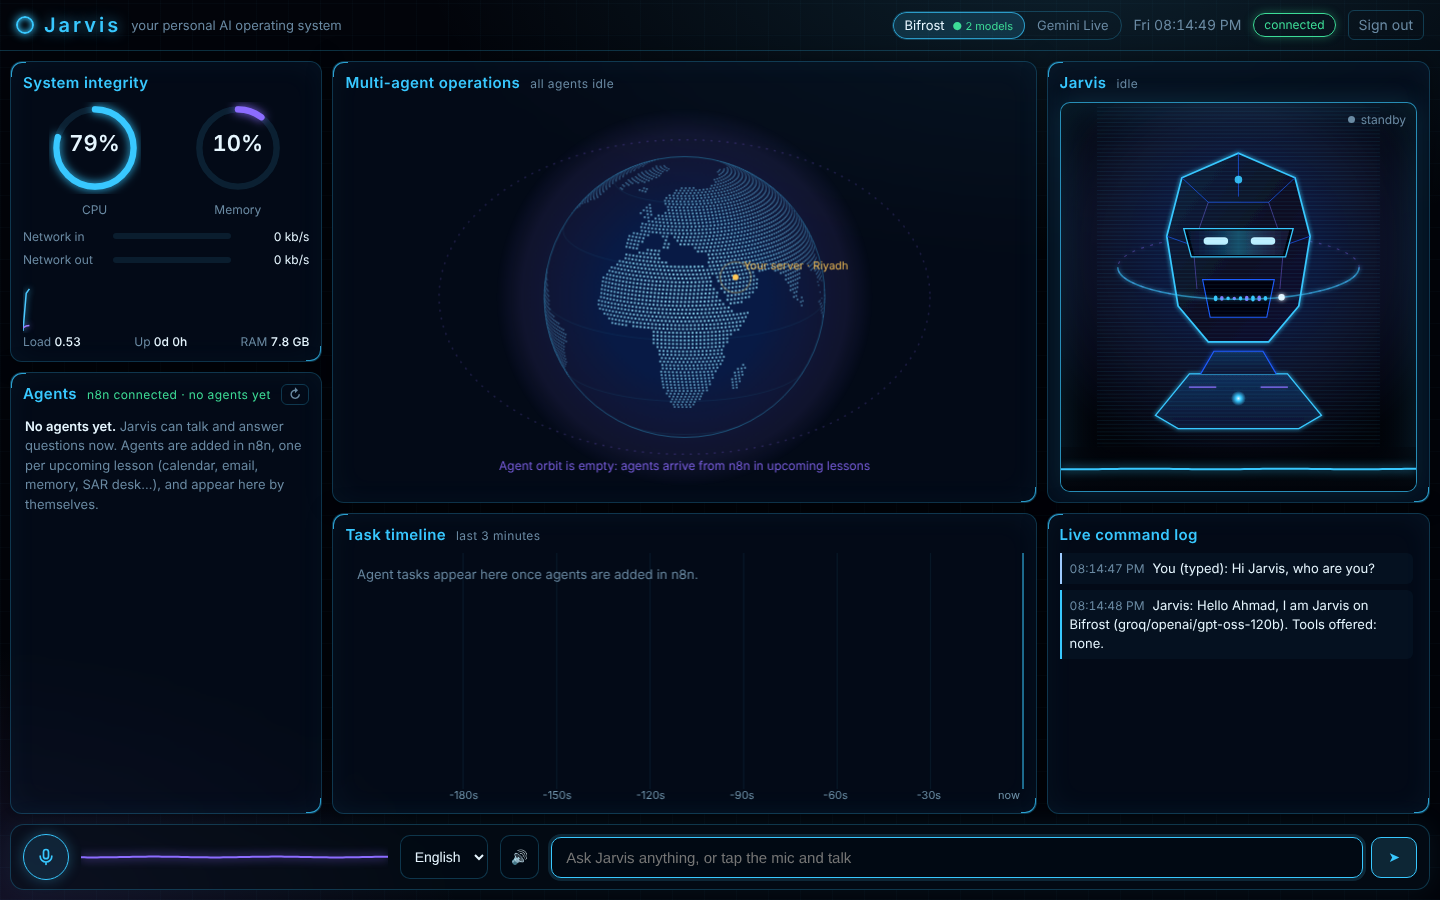 Jarvis your personal AI operating system
Bifrost 2 models Gemini Live Fri 08:14:49 PM connected Sign out
System integrity
79% 10%
CPU Memory
Network in 0 kb/s
Network out 0 kb/s
Load 0.53 Up 0d 0h RAM 7.8 GB
Agents n8n connected · no agents yet
No agents yet. Jarvis can talk and answer
questions now. Agents are added in n8n, one
per upcoming lesson (calendar, email,
memory, SAR desk...), and appear here by
themselves.
Multi-agent operations all agents idle
Your server · Riyadh
Agent orbit is empty: agents arrive from n8n in upcoming lessons
Task timeline last 3 minutes
Agent tasks appear here once agents are added in n8n.
-180s -150s -120s -90s -60s -30s now
Jarvis idle
standby
Live command log
08:14:47 PM You (typed): Hi Jarvis, who are you?
08:14:48 PM Jarvis: Hello Ahmad, I am Jarvis on
Bifrost (groq/openai/gpt-oss-120b). Tools offered:
none.
English Ask Jarvis anything, or tap the mic and talk